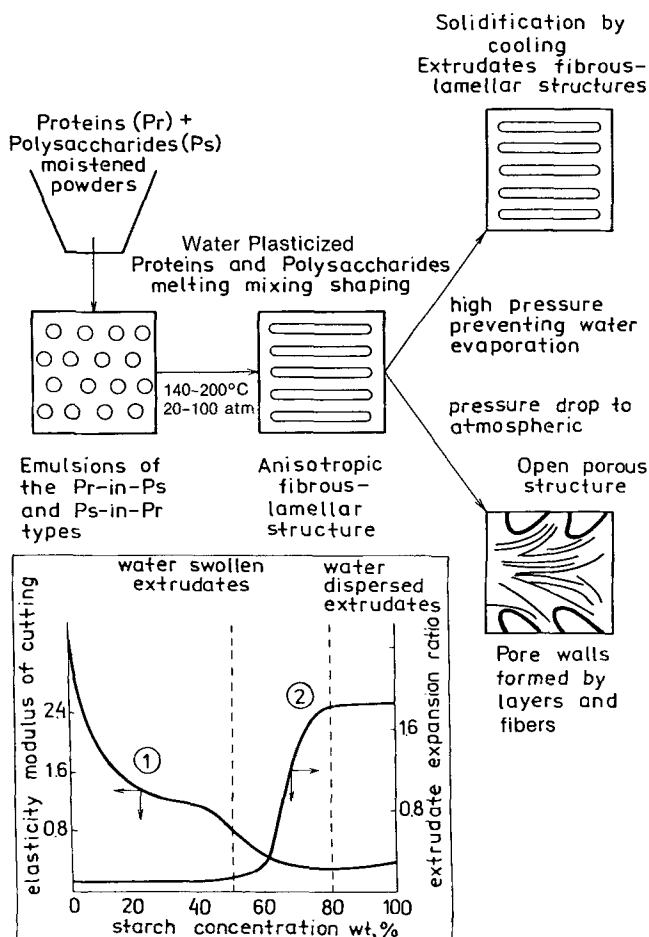 Solidification by
cooling
Extrudates fibrous-
lamellar structures
Proteins (Pr) +
Polysaccharides (Ps)
moistened
powders
Water Plasticized
Proteins and Polysaccharides
melting mixing shaping
140-200°C
20-100 atm
high pressure
preventing water
evaporation
pressure drop to
atmospheric
Emulsions of
the Pr-in-Ps
and Ps-in-Pr
types
Anisotropic
fibrous-
lamellar
structure
Open porous
structure
Pore walls
formed by
layers and
fibers
water swollen
extrudates
water
dispersed
extrudates
elasticity modulus of cutting
2.4
1.6
0.8
1
2
extrudate expansion ratio
1.6
0.8
0 20 40 60 80 100
starch concentration wt,%